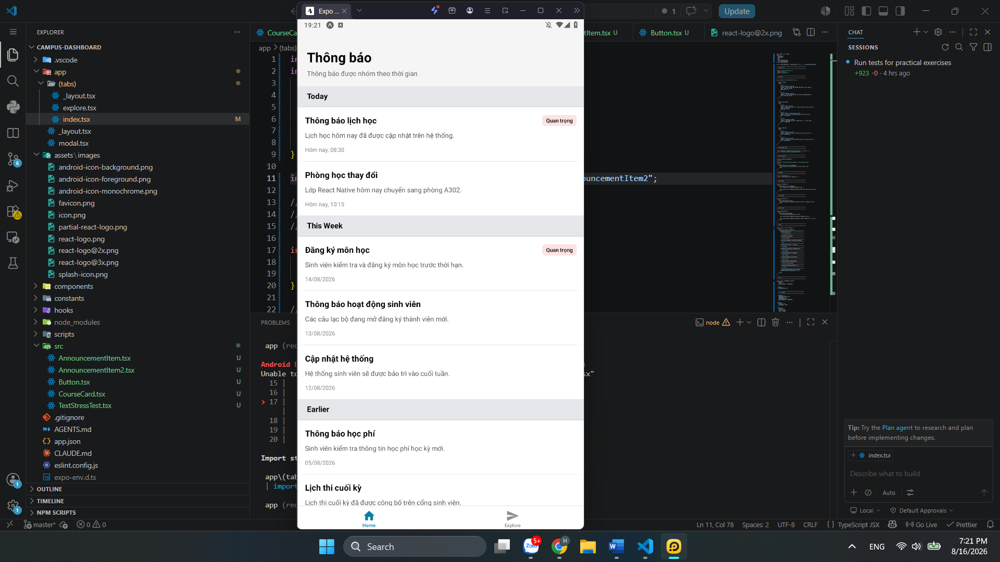 Expo ...
1
Update
EXPLORER
CAMPUS-DASHBOARD
.vscode
app
(tabs)
_layout.tsx
explore.tsx
index.tsx M
_layout.tsx
modal.tsx
assets\images
android-icon-background.png
android-icon-foreground.png
android-icon-monochrome.png
favicon.png
icon.png
partial-react-logo.png
react-logo.png
react-logo@2x.png
react-logo@3x.png
splash-icon.png
components
constants
hooks
node_modules
scripts
src
AnnouncementItem.tsx U
AnnouncementItem2.tsx U
Button.tsx U
CourseCard.tsx U
TextStressTest.tsx U
.gitignore
AGENTS.md
app.json
CLAUDE.md
eslint.config.js
expo-env.d.ts
OUTLINE
TIMELINE
NPM SCRIPTS
6
1
1
CourseCa
tItem.tsx U
Button.tsx U
react-logo@2x.png
app > (tabs)
1
2
3
4
5
6
7
8
9 }
10
11
ouncementItem2";
12
13 //
14 //
15 //
16
17
18
19
20 }
21
22 //
19:21
Thông báo
Thông báo được nhóm theo thời gian
Today
Thông báo lịch học
Quan trọng
Lịch học hôm nay đã được cập nhật trên hệ thống.
Hôm nay, 08:30
Phòng học thay đổi
Lớp React Native hôm nay chuyển sang phòng A302.
Hôm nay, 10:15
This Week
Đăng ký môn học
Quan trọng
Sinh viên kiểm tra và đăng ký môn học trước thời hạn.
14/08/2026
Thông báo hoạt động sinh viên
Các câu lạc bộ đang mở đăng ký thành viên mới.
13/08/2026
Cập nhật hệ thống
Hệ thống sinh viên sẽ được bảo trì vào cuối tuần.
12/08/2026
Earlier
Thông báo học phí
Sinh viên kiểm tra thông tin học phí học kỳ mới.
05/08/2026
Lịch thi cuối kỳ
Lịch thi cuối kỳ đã được công bố trên cổng sinh viên.
Home
Explore
PROBLEMS
node
app (rec
Android B
Unable to
sx"
15 |
16 |
> 17 |
|
18 |
19 |
20 |
Import st
app\(tab
| import
app (rec
CHAT
SESSIONS
Run tests for practical exercises
+923 -0 · 4 hrs ago
Tip: Try the Plan agent to research and plan
before implementing changes.
index.tsx
Describe what to build
Auto
Local
Default Approvals
master*
0 0
Ln 11, Col 78
Spaces: 2
UTF-8
CRLF
{ } TypeScript JSX
Go Live
Prettier
Search
Zalo
5+
H
W
ENG
7:21 PM
8/16/2026